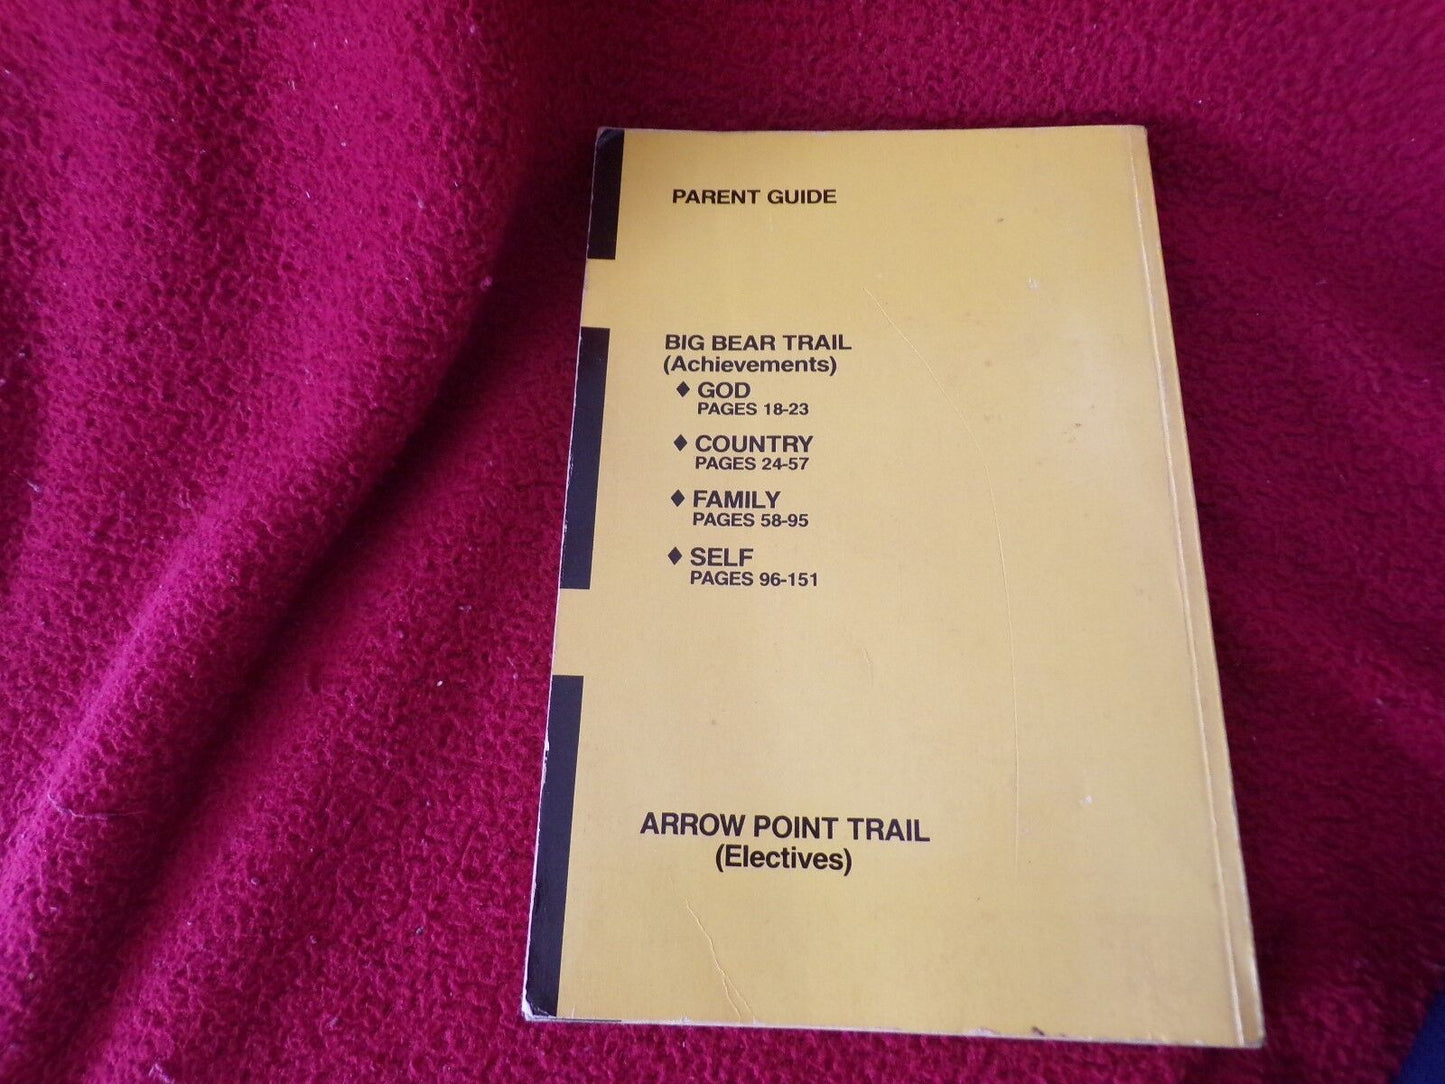 PARENT GUIDE
BIG BEAR TRAIL
(Achievements)
♦ GOD
PAGES 18-23
♦ COUNTRY
PAGES 24-57
♦ FAMILY
PAGES 58-95
♦ SELF
PAGES 96-151
ARROW POINT TRAIL
(Electives)